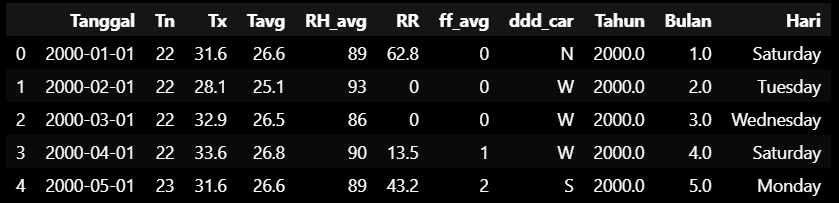 Tanggal Tn Tx Tavg RH_avg RR ff_avg ddd_car Tahun Bulan Hari
0 2000-01-01 22 31.6 26.6 89 62.8 0 N 2000.0 1.0 Saturday
1 2000-02-01 22 28.1 25.1 93 0 0 W 2000.0 2.0 Tuesday
2 2000-03-01 22 32.9 26.5 86 0 0 W 2000.0 3.0 Wednesday
3 2000-04-01 22 33.6 26.8 90 13.5 1 W 2000.0 4.0 Saturday
4 2000-05-01 23 31.6 26.6 89 43.2 2 S 2000.0 5.0 Monday